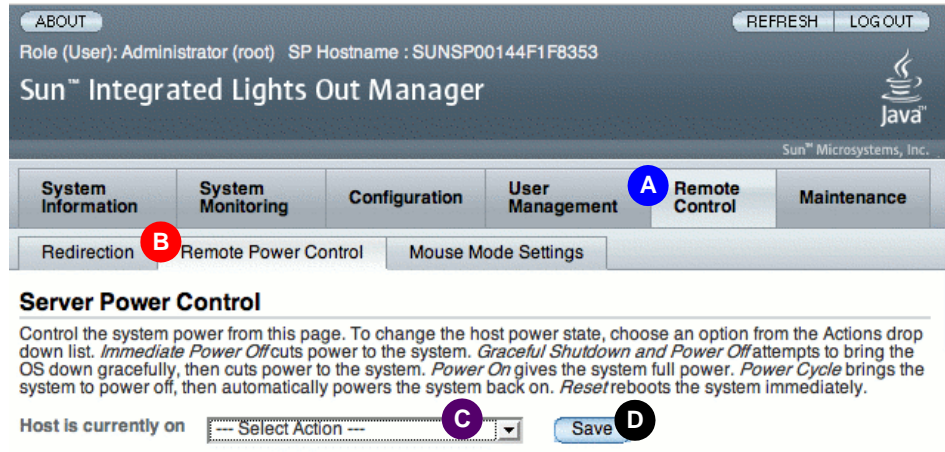 ABOUT
REFRESH
LOG OUT
Role (User): Administrator (root) SP Hostname : SUNSP00144F1F8353
Sun™ Integrated Lights Out Manager
Java™
Sun™ Microsystems, Inc.
System Information
System Monitoring
Configuration
User Management
A
Remote Control
Maintenance
Redirection
B
Remote Power Control
Mouse Mode Settings
Server Power Control
Control the system power from this page. To change the host power state, choose an option from the Actions drop
down list. Immediate Power Off cuts power to the system. Graceful Shutdown and Power Off attempts to bring the
OS down gracefully, then cuts power to the system. Power On gives the system full power. Power Cycle brings the
system to power off, then automatically powers the system back on. Reset reboots the system immediately.
Host is currently on
--- Select Action ---
C
Save
D